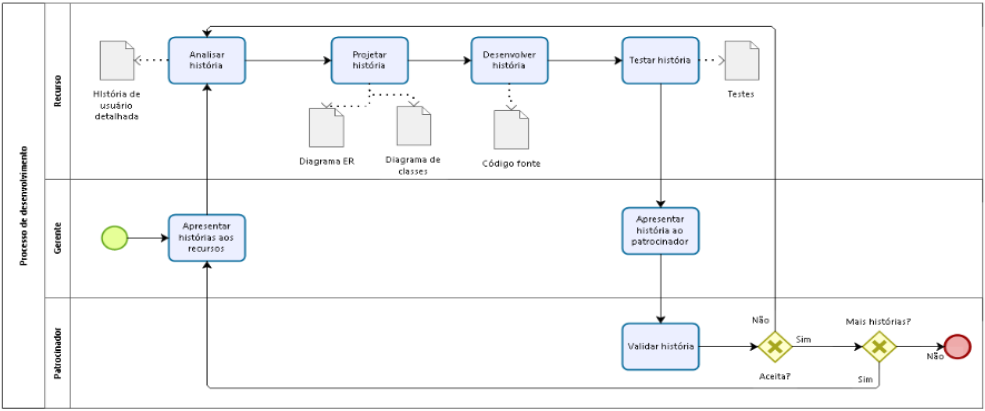 Processo de desenvolvimento
Recurso
Analisar
história
Projetar
história
Desenvolver
história
Testar história
HIstória de
usuário
detalhada
Diagrama ER
Diagrama de
classes
Código fonte
Testes
Gerente
Apresentar
histórias aos
recursos
Apresentar
história ao
patrocinador
Patrocinador
Validar história
Não
Sim
Aceita?
Mais histórias?
Não
Sim